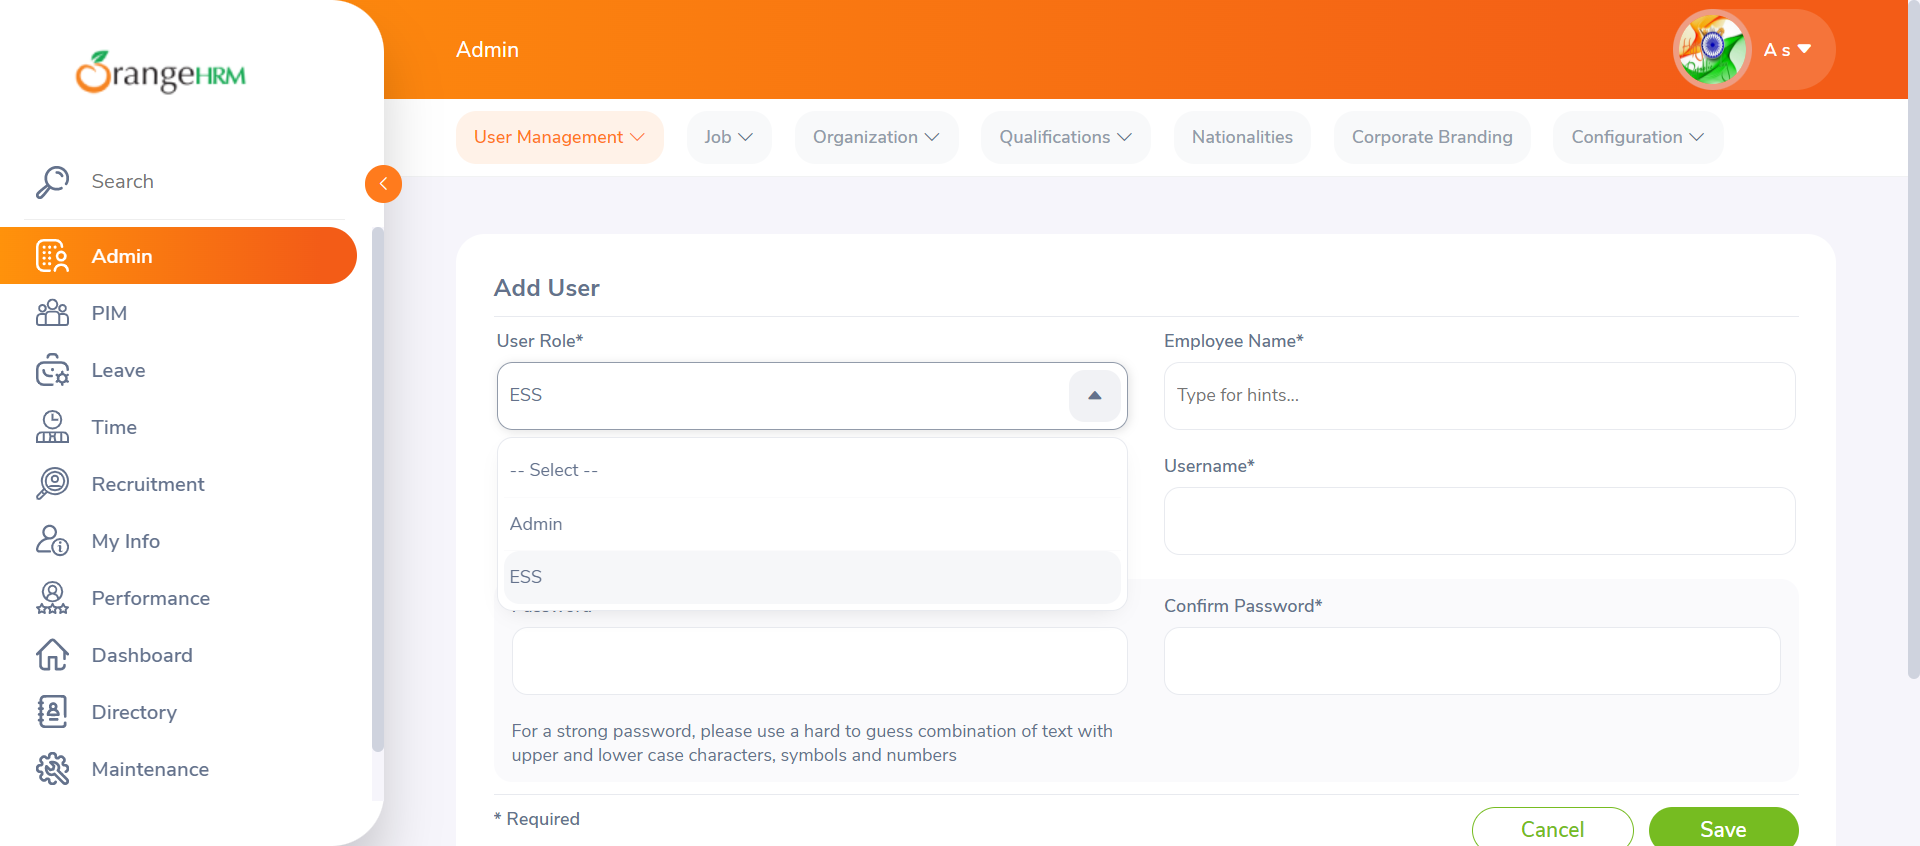 OrangeHRM
Admin
A s
User Management
Job
Organization
Qualifications
Nationalities
Corporate Branding
Configuration
Search
Admin
PIM
Leave
Time
Recruitment
My Info
Performance
Dashboard
Directory
Maintenance
Add User
User Role*
Employee Name*
ESS
Type for hints...
-- Select --
Admin
ESS
Username*
Confirm Password*
For a strong password, please use a hard to guess combination of text with
upper and lower case characters, symbols and numbers
* Required
Cancel
Save